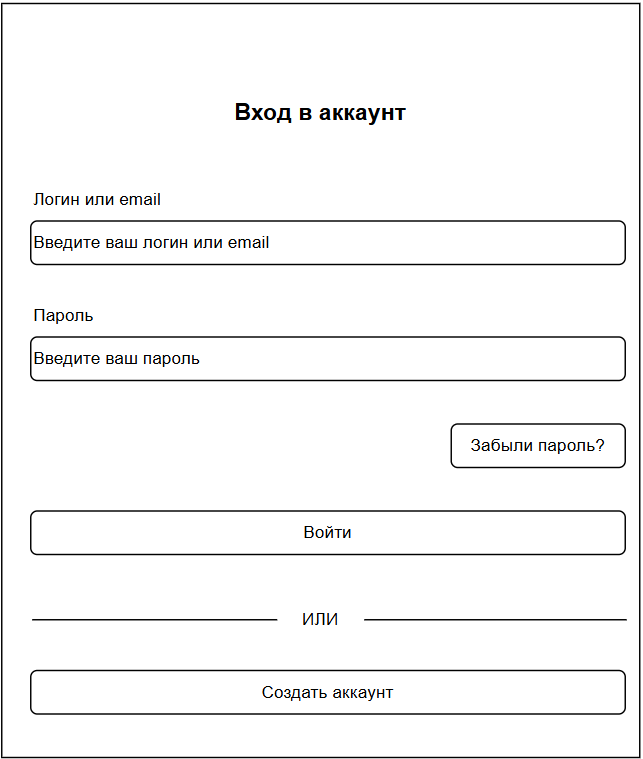 Вход в аккаунт
Логин или email
Введите ваш логин или email
Пароль
Введите ваш пароль
Забыли пароль?
Войти
ИЛИ
Создать аккаунт